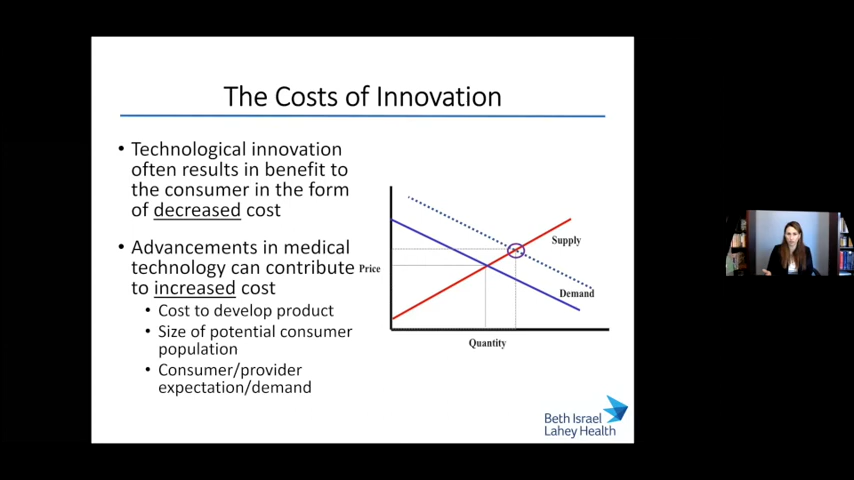 The Costs of Innovation
• Technological innovation
often results in benefit to
the consumer in the form
of decreased cost
• Advancements in medical
technology can contribute
to increased cost
• Cost to develop product
• Size of potential consumer
population
• Consumer/provider
expectation/demand
Price
Supply
Demand
Quantity
Beth Israel
Lahey Health